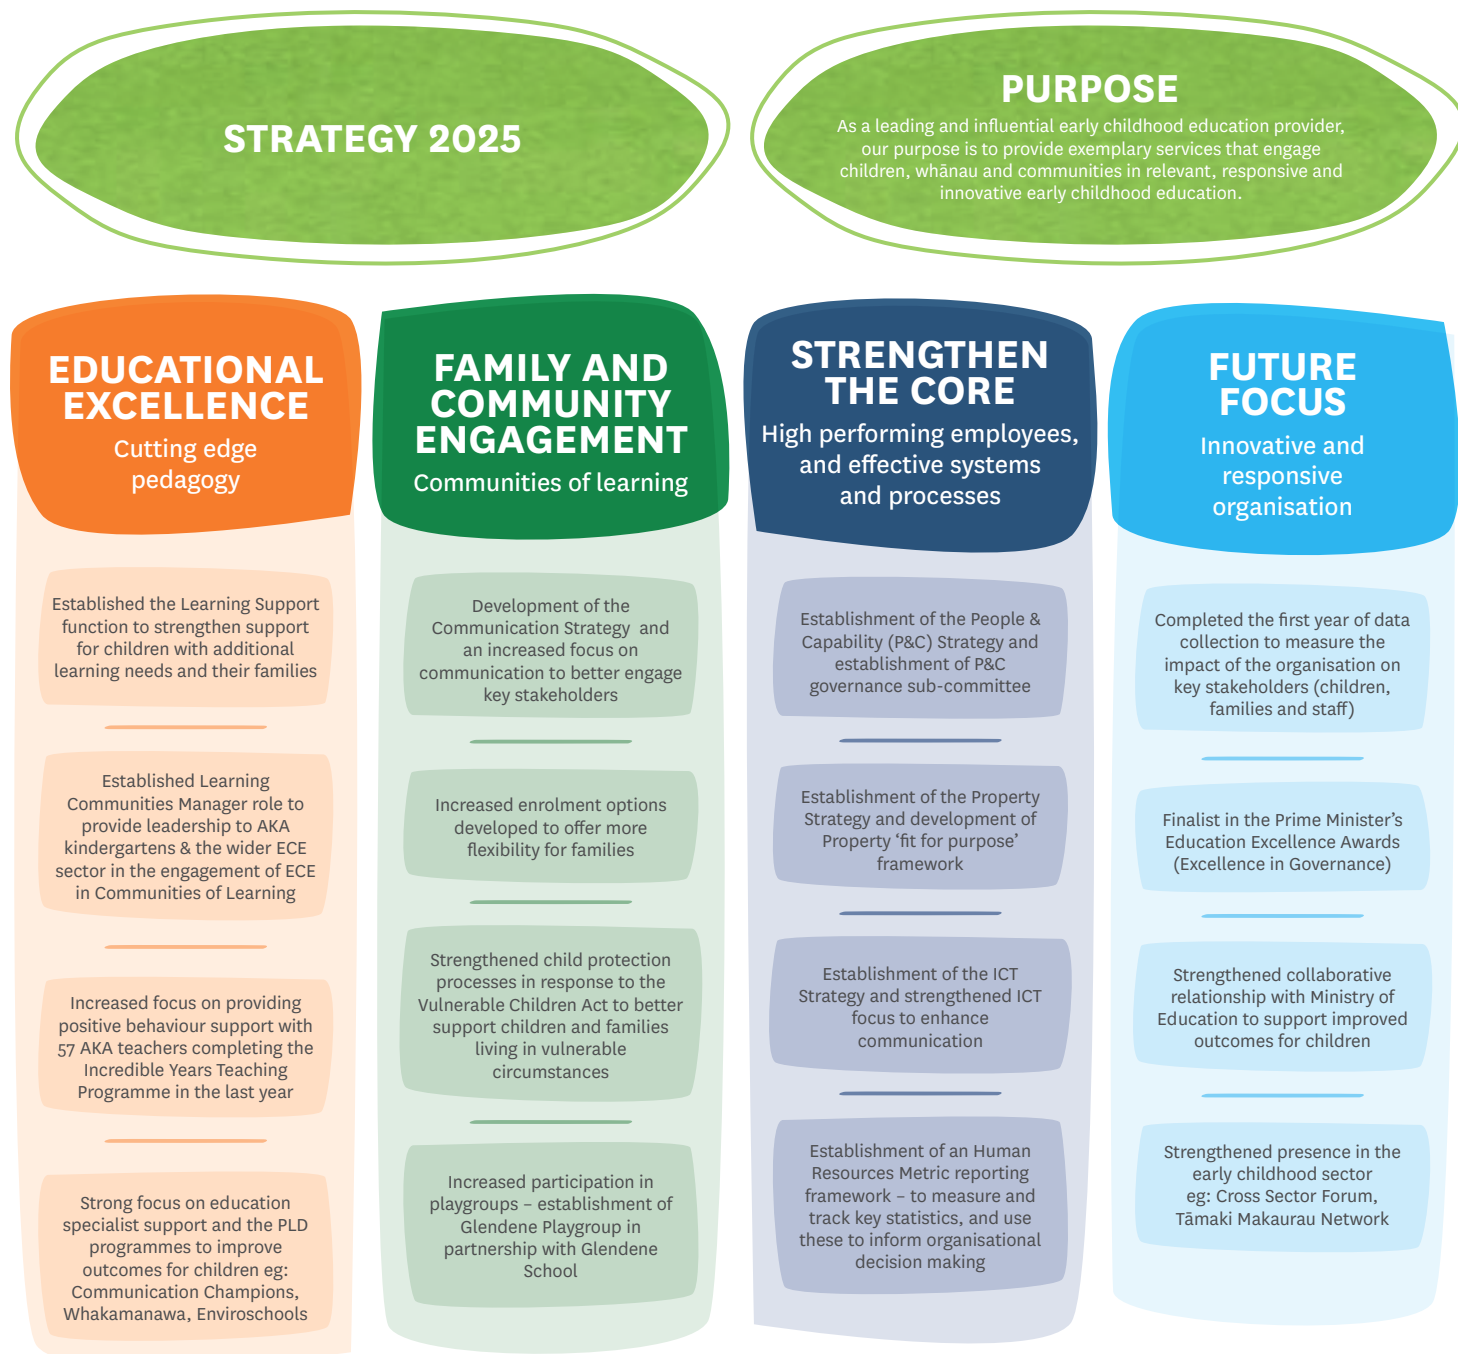 STRATEGY 2025
PURPOSE
As a leading and influential early childhood education provider,
our purpose is to provide exemplary services that engage
children, whānau and communities in relevant, responsive and
innovative early childhood education.
EDUCATIONAL
EXCELLENCE
Cutting edge
pedagogy
Established the Learning Support
function to strengthen support
for children with additional
learning needs and their families
Established Learning
Communities Manager role to
provide leadership to AKA
kindergartens & the wider ECE
sector in the engagement of ECE
in Communities of Learning
Increased focus on providing
positive behaviour support with
57 AKA teachers completing the
Incredible Years Teaching
Programme in the last year
Strong focus on education
specialist support and the PLD
programmes to improve
outcomes for children eg:
Communication Champions,
Whakamanawa, Enviroschools
FAMILY AND
COMMUNITY
ENGAGEMENT
Communities of learning
Development of the
Communication Strategy and
an increased focus on
communication to better engage
key stakeholders
Increased enrolment options
developed to offer more
flexibility for families
Strengthened child protection
processes in response to the
Vulnerable Children Act to better
support children and families
living in vulnerable
circumstances
Increased participation in
playgroups – establishment of
Glendene Playgroup in
partnership with Glendene
School
STRENGTHEN
THE CORE
High performing employees,
and effective systems
and processes
Establishment of the People &
Capability (P&C) Strategy and
establishment of P&C
governance sub-committee
Establishment of the Property
Strategy and development of
Property ‘fit for purpose’
framework
Establishment of the ICT
Strategy and strengthened ICT
focus to enhance
communication
Establishment of an Human
Resources Metric reporting
framework – to measure and
track key statistics, and use
these to inform organisational
decision making
FUTURE
FOCUS
Innovative and
responsive
organisation
Completed the first year of data
collection to measure the
impact of the organisation on
key stakeholders (children,
families and staff)
Finalist in the Prime Minister’s
Education Excellence Awards
(Excellence in Governance)
Strengthened collaborative
relationship with Ministry of
Education to support improved
outcomes for children
Strengthened presence in the
early childhood sector
eg: Cross Sector Forum,
Tāmaki Makaurau Network